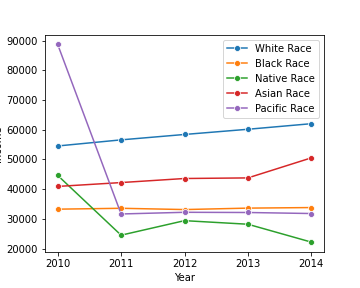 90000
80000
70000
60000
50000
40000
30000
20000
White Race
Black Race
Native Race
Asian Race
Pacific Race
2010 2011 2012 2013 2014
Year